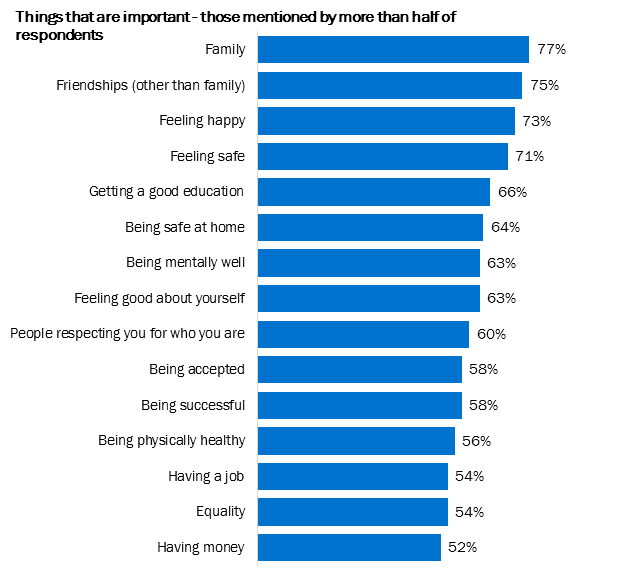 Things that are important - those mentioned by more than half of
respondents
Family 77%
Friendships (other than family) 75%
Feeling happy 73%
Feeling safe 71%
Getting a good education 66%
Being safe at home 64%
Being mentally well 63%
Feeling good about yourself 63%
People respecting you for who you are 60%
Being accepted 58%
Being successful 58%
Being physically healthy 56%
Having a job 54%
Equality 54%
Having money 52%